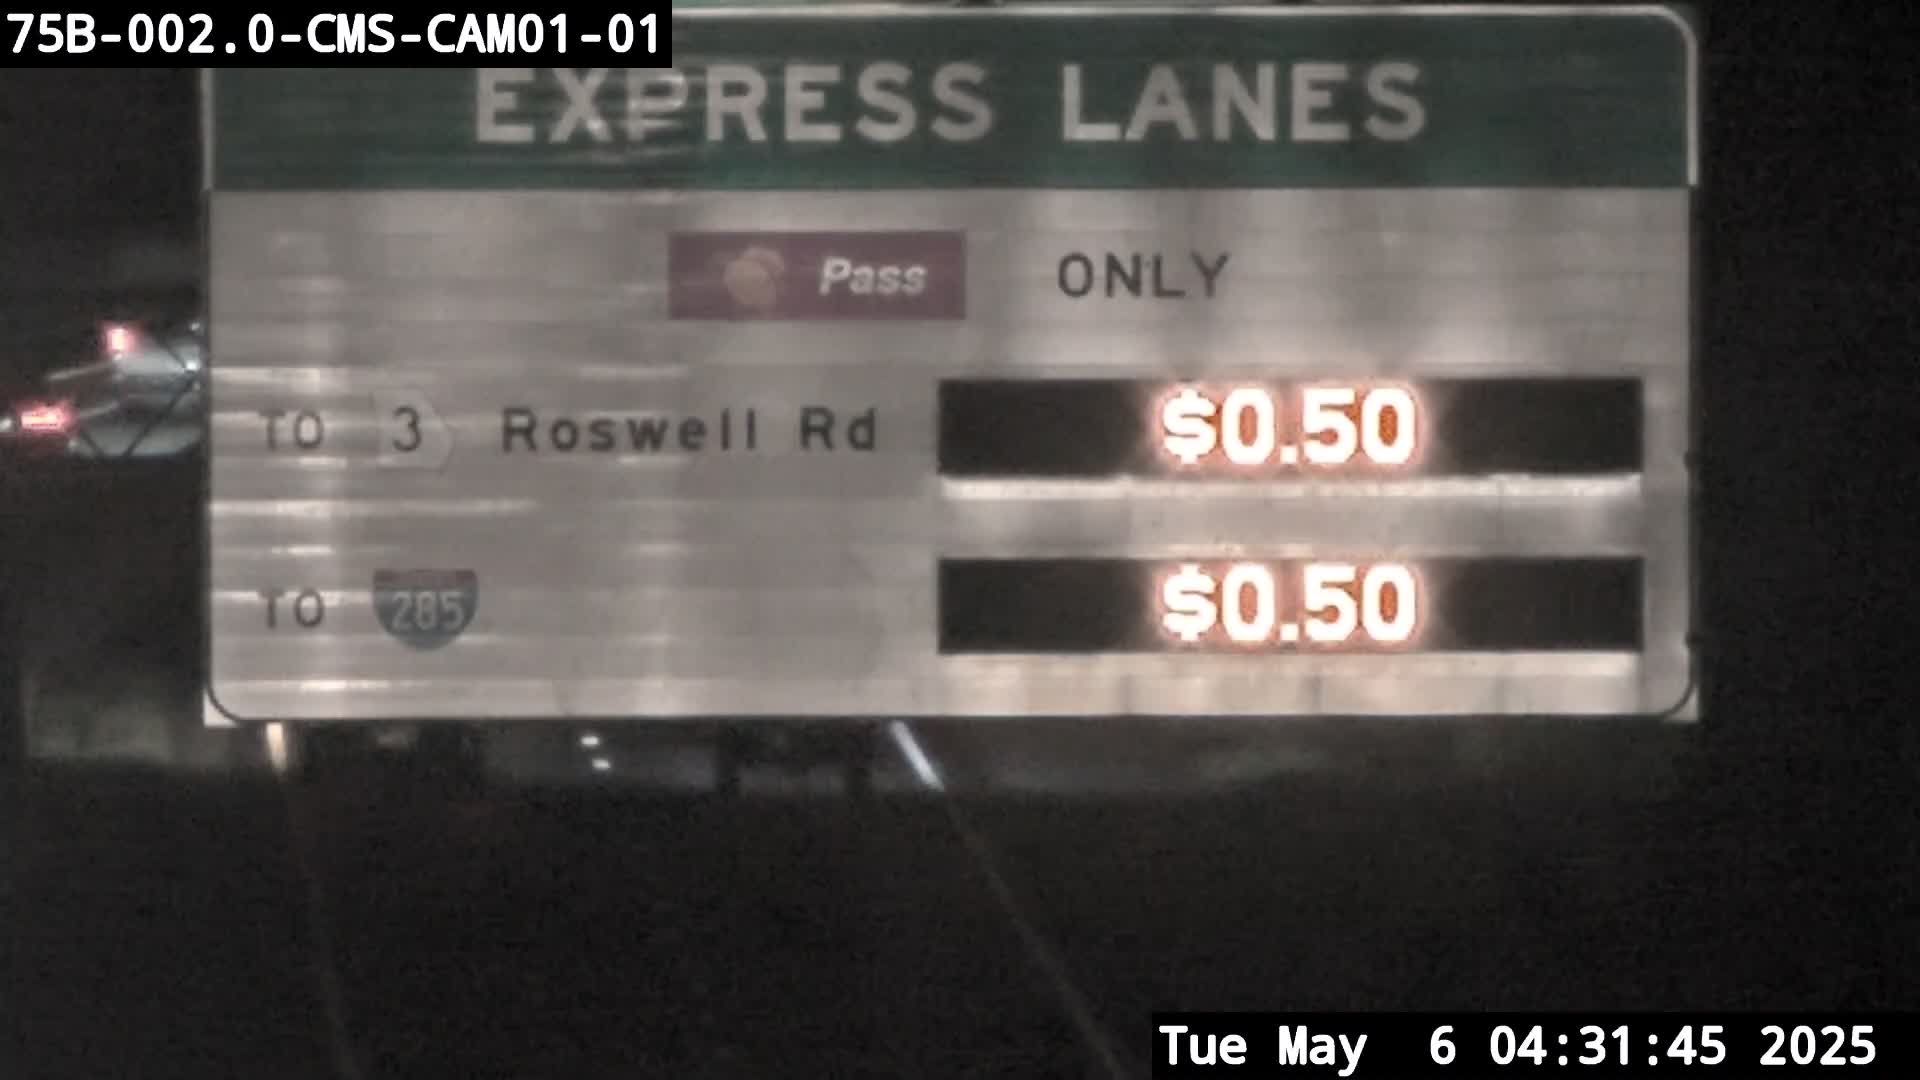 75B-002.0-CMS-CAM01-01
EXPRESS LANES
Pass ONLY
TO 3 Roswell Rd $0.50
TO 285 $0.50
Tue May 6 04:31:45 2025